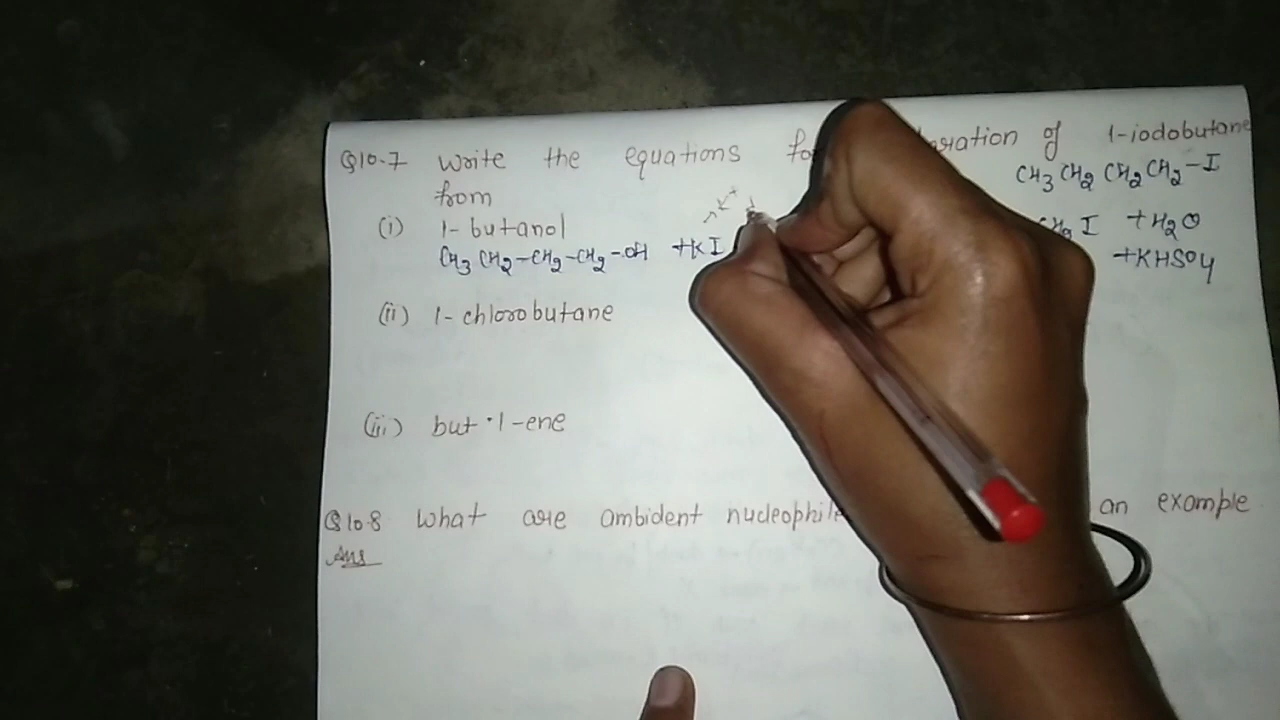 Q10.7 Write the equations of 1-iodobutane
from CH3 CH2 CH2 CH2 - I
(i) 1-butanol
CH3 CH2 - CH2 - CH2 - OH + KI I + H2O
+ KHSO4
(ii) 1-chlorobutane
(iii) but-1-ene
Q10.8 What are ambident nucleophile an example
Ans